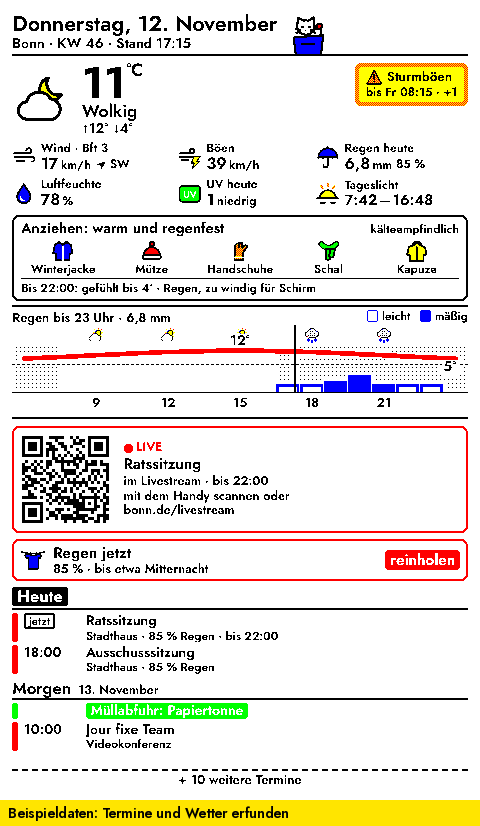 Donnerstag, 12. November
Bonn · KW 46 · Stand 17:15
11°C
Wolkig
↑12° ↓4°
Sturmböen
bis Fr 08:15 · +1
Wind · Bft 3
17 km/h ➤ SW
Böen
39 km/h
Regen heute
6,8 mm 85 %
Luftfeuchte
78 %
UV
UV heute
1 niedrig
Tageslicht
7:42 – 16:48
Anziehen: warm und regenfest
kälteempfindlich
Winterjacke
Mütze
Handschuhe
Schal
Kapuze
Bis 22:00: gefühlt bis 4° · Regen, zu windig für Schirm
Regen bis 23 Uhr · 6,8 mm
leicht
mäßig
12°
5°
9 12 15 18 21
LIVE
Ratssitzung
im Livestream · bis 22:00
mit dem Handy scannen oder
bonn.de/livestream
Regen jetzt
85 % · bis etwa Mitternacht
reinholen
Heute
jetzt
Ratssitzung
Stadthaus · 85 % Regen · bis 22:00
18:00
Ausschusssitzung
Stadthaus · 85 % Regen
Morgen 13. November
Müllabfuhr: Papiertonne
10:00
Jour fixe Team
Videokonferenz
+ 10 weitere Termine
Beispieldaten: Termine und Wetter erfunden